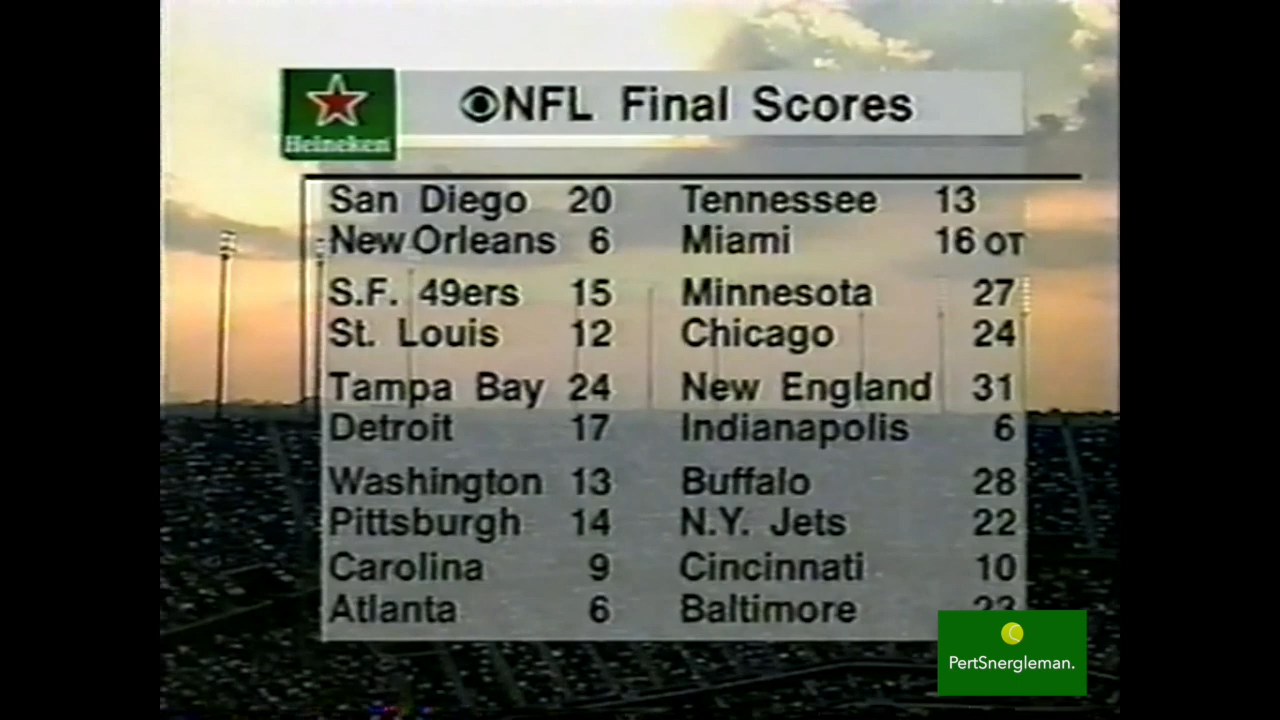 Heineken
NFL Final Scores
San Diego 20 Tennessee 13
New Orleans 6 Miami 16 OT
S.F. 49ers 15 Minnesota 27
St. Louis 12 Chicago 24
Tampa Bay 24 New England 31
Detroit 17 Indianapolis 6
Washington 13 Buffalo 28
Pittsburgh 14 N.Y. Jets 22
Carolina 9 Cincinnati 10
Atlanta 6 Baltimore
PertSnergleman.